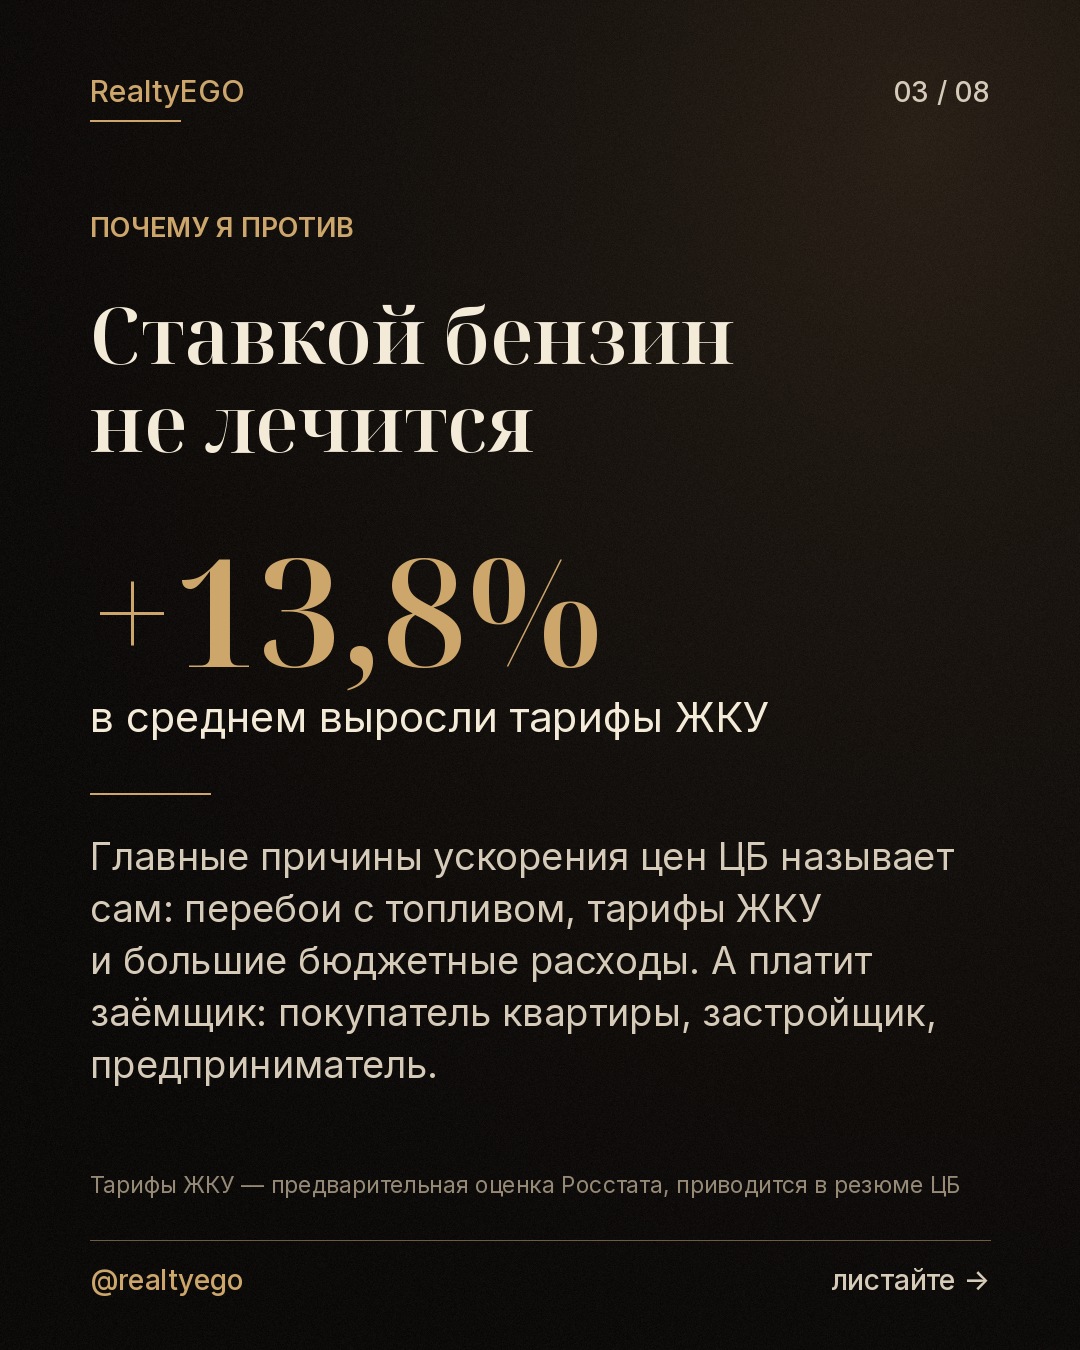 RealtyEGO
03 / 08
ПОЧЕМУ Я ПРОТИВ
Ставкой бензин
не лечится
+13,8%
в среднем выросли тарифы ЖКУ
Главные причины ускорения цен ЦБ называет
сам: перебои с топливом, тарифы ЖКУ
и большие бюджетные расходы. А платит
заёмщик: покупатель квартиры, застройщик,
предприниматель.
Тарифы ЖКУ — предварительная оценка Росстата, приводится в резюме ЦБ
@realtyego
листайте →